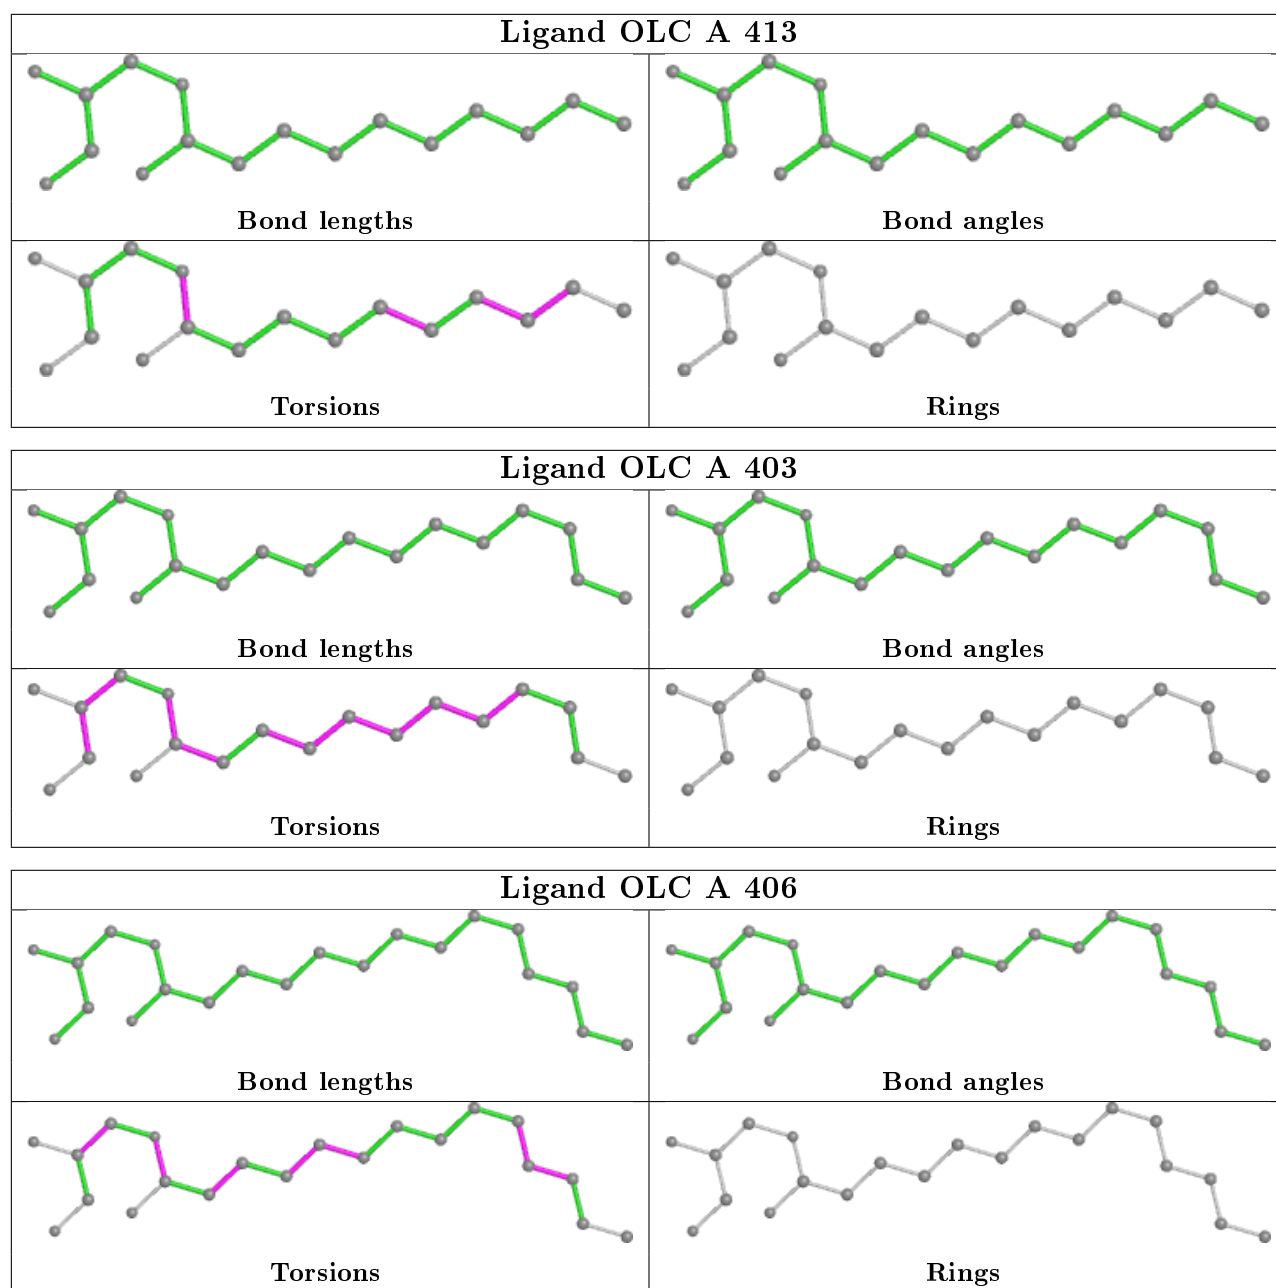 Ligand OLC A 413
Bond lengths
Bond angles
Torsions
Rings
Ligand OLC A 403
Bond lengths
Bond angles
Torsions
Rings
Ligand OLC A 406
Bond lengths
Bond angles
Torsions
Rings